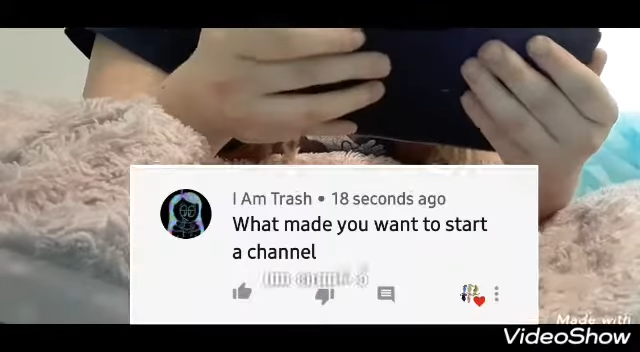 I Am Trash • 18 seconds ago
What made you want to start
a channel
Made with
VideoShow